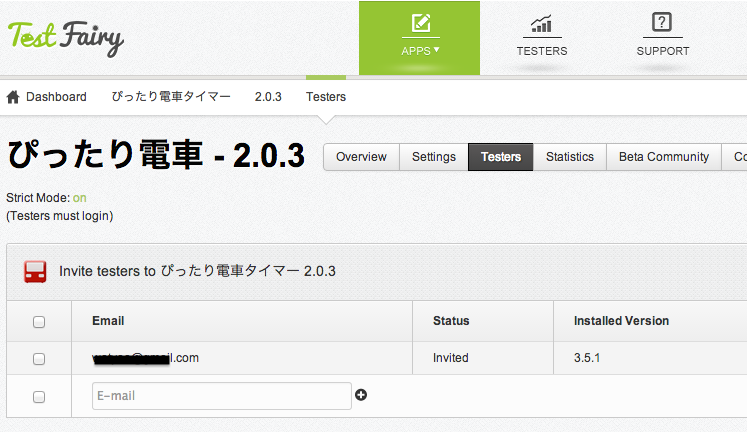 Test Fairy
APPS ▼
TESTERS
SUPPORT
Dashboard ぴったり電車タイマー 2.0.3 Testers
ぴったり電車 - 2.0.3
Overview Settings Testers Statistics Beta Community
Strict Mode: on
(Testers must login)
Invite testers to ぴったり電車タイマー 2.0.3
Email Status Installed Version
.com Invited 3.5.1
E-mail